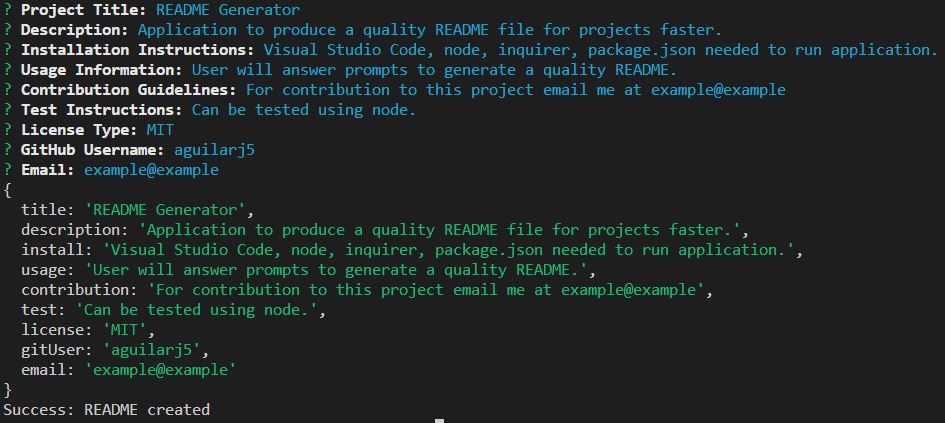 ? Project Title: README Generator
? Description: Application to produce a quality README file for projects faster.
? Installation Instructions: Visual Studio Code, node, inquirer, package.json needed to run application.
? Usage Information: User will answer prompts to generate a quality README.
? Contribution Guidelines: For contribution to this project email me at example@example
? Test Instructions: Can be tested using node.
? License Type: MIT
? GitHub Username: aguilarj5
? Email: example@example
{
  title: 'README Generator',
  description: 'Application to produce a quality README file for projects faster.',
  install: 'Visual Studio Code, node, inquirer, package.json needed to run application.',
  usage: 'User will answer prompts to generate a quality README.',
  contribution: 'For contribution to this project email me at example@example',
  test: 'Can be tested using node.',
  license: 'MIT',
  gitUser: 'aguilarj5',
  email: 'example@example'
}
Success: README created